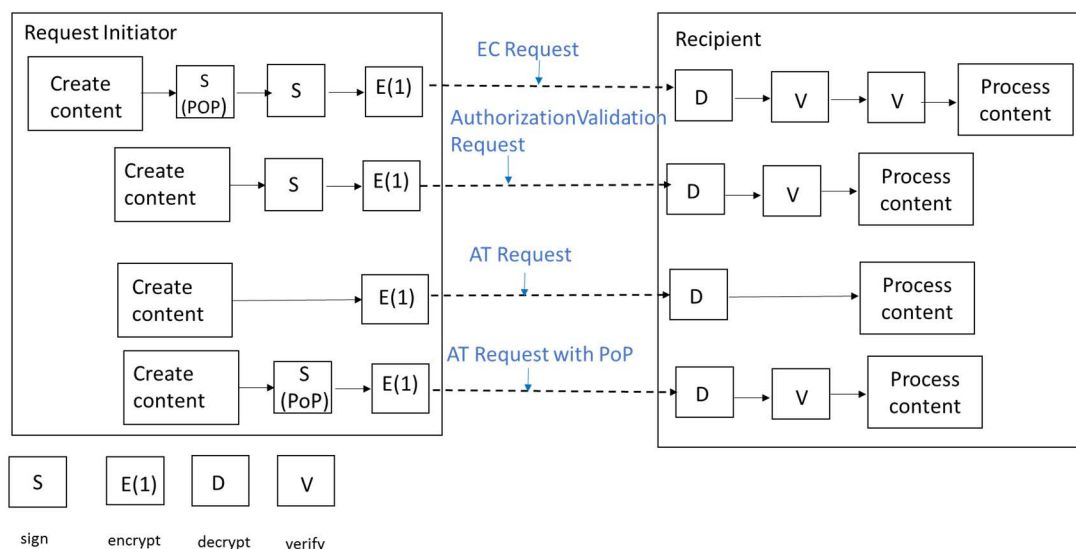 Request Initiator
Create
content
S
(POP)
S
E(1)
EC Request
Recipient
D
V
V
Process
content
AuthorizationValidation
Request
Create
content
S
E(1)
D
V
Process
content
AT Request
Create
content
E(1)
D
Process
content
AT Request with PoP
Create
content
S
(PoP)
E(1)
D
V
Process
content
S
E(1)
D
V
sign
encrypt
decrypt
verify